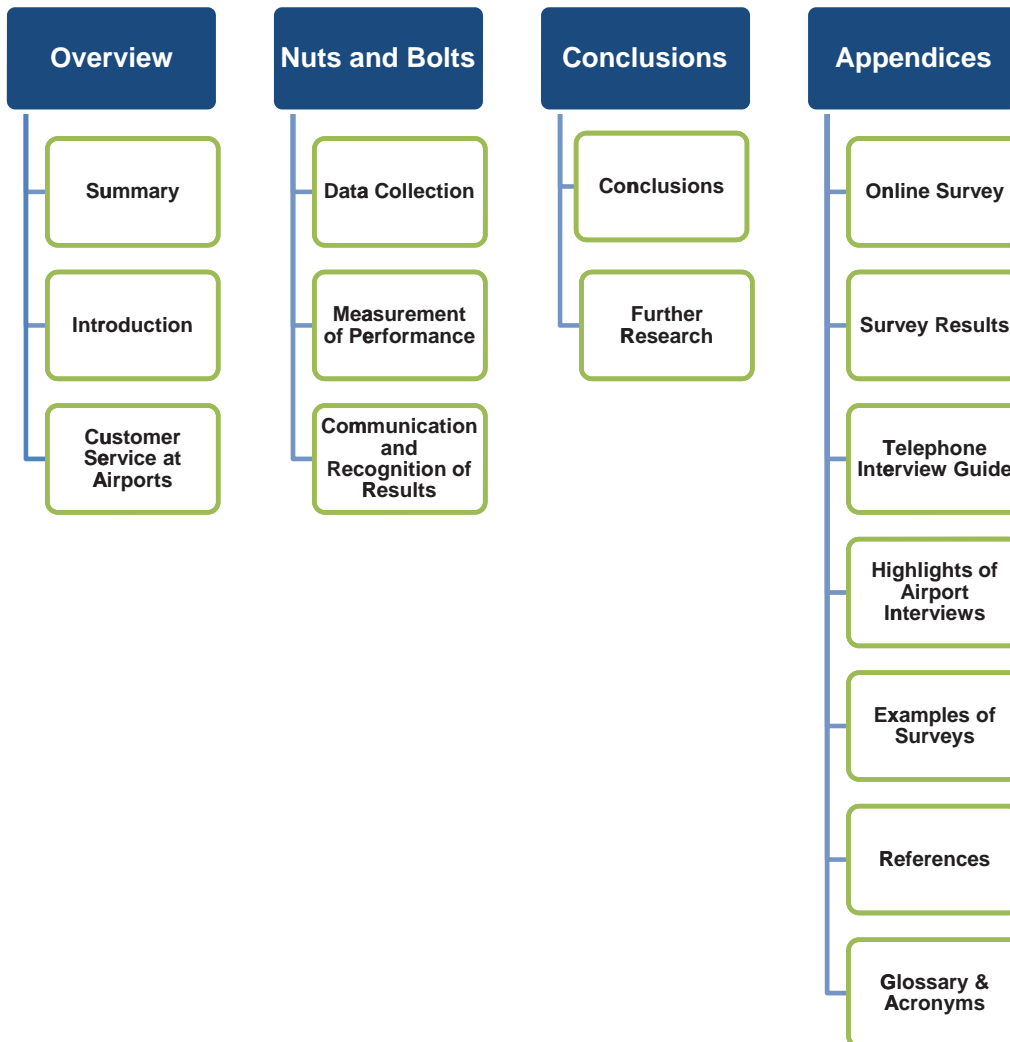 Overview
Summary
Introduction
Customer
Service at
Airports
Nuts and Bolts
Data Collection
Measurement
of Performance
Communication
and
Recognition of
Results
Conclusions
Conclusions
Further
Research
Appendices
Online Survey
Survey Results
Telephone
Interview Guide
Highlights of
Airport
Interviews
Examples of
Surveys
References
Glossary &
Acronyms